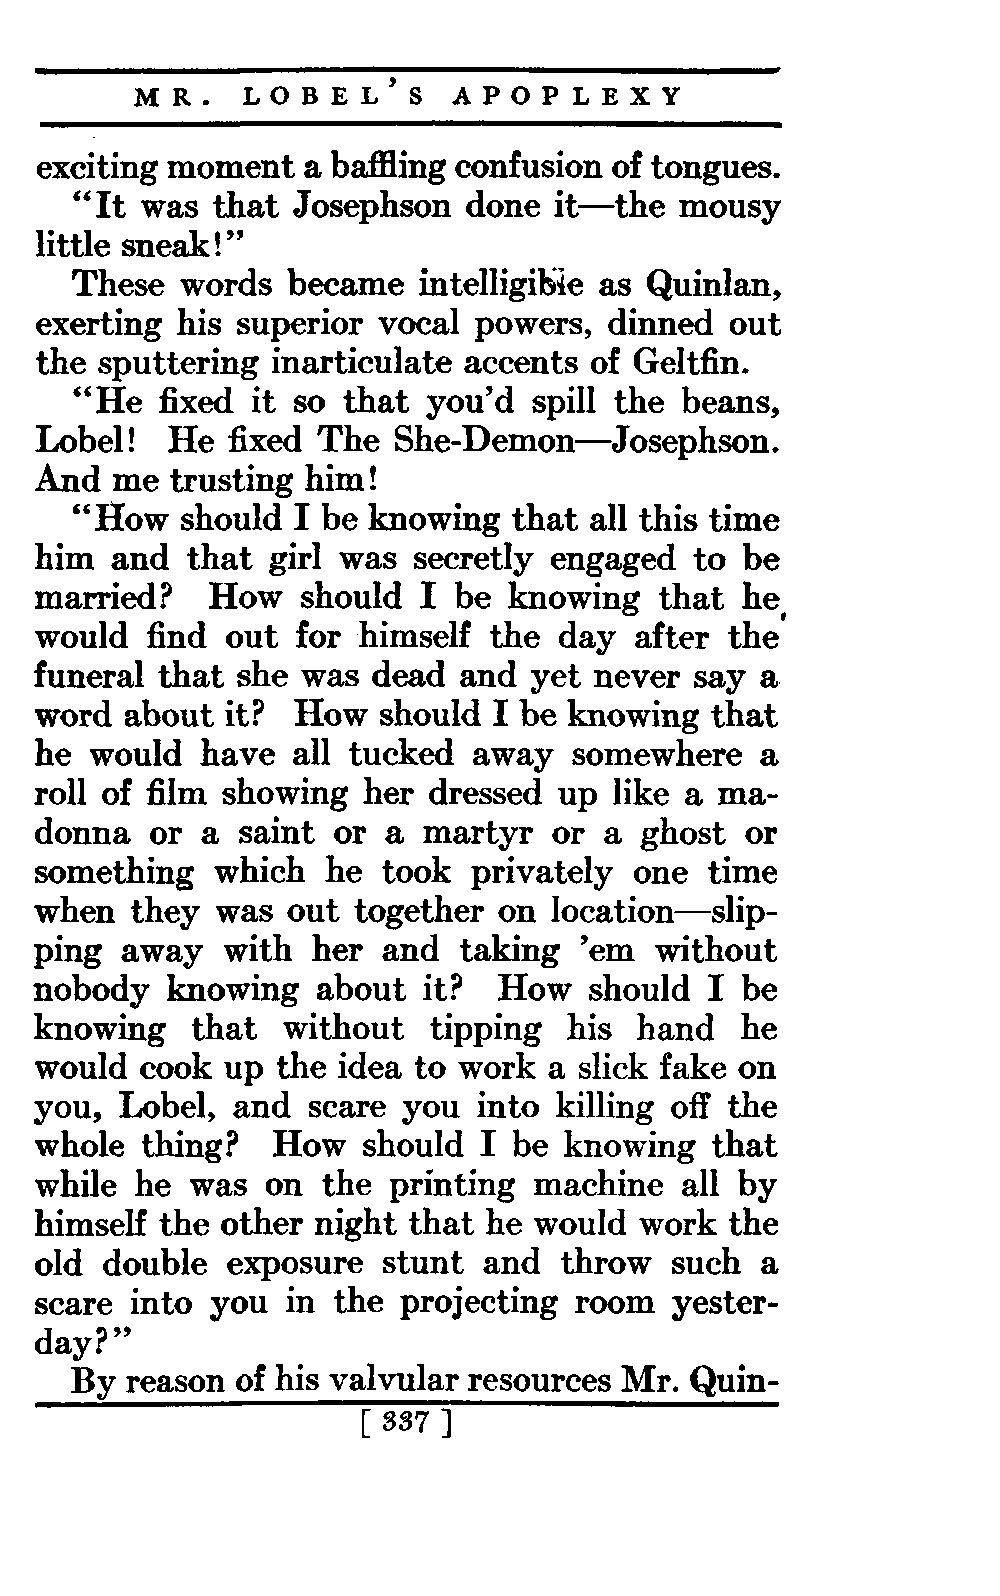 MR. LOBEL'S APOPLEXY
exciting moment a baffling confusion of tongues.
"It was that Josephson done it—the mousy
little sneak!"
These words became intelligible as Quinlan,
exerting his superior vocal powers, dinned out
the sputtering inarticulate accents of Geltfin.
"He fixed it so that you'd spill the beans,
Lobel! He fixed The She-Demon—Josephson.
And me trusting him!
"How should I be knowing that all this time
him and that girl was secretly engaged to be
married? How should I be knowing that he
would find out for himself the day after the
funeral that she was dead and yet never say a
word about it? How should I be knowing that
he would have all tucked away somewhere a
roll of film showing her dressed up like a ma-
donna or a saint or a martyr or a ghost or
something which he took privately one time
when they was out together on location—slip-
ping away with her and taking 'em without
nobody knowing about it? How should I be
knowing that without tipping his hand he
would cook up the idea to work a slick fake on
you, Lobel, and scare you into killing off the
whole thing? How should I be knowing that
while he was on the printing machine all by
himself the other night that he would work the
old double exposure stunt and throw such a
scare into you in the projecting room yester-
day?"
By reason of his valvular resources Mr. Quin-
[ 337 ]